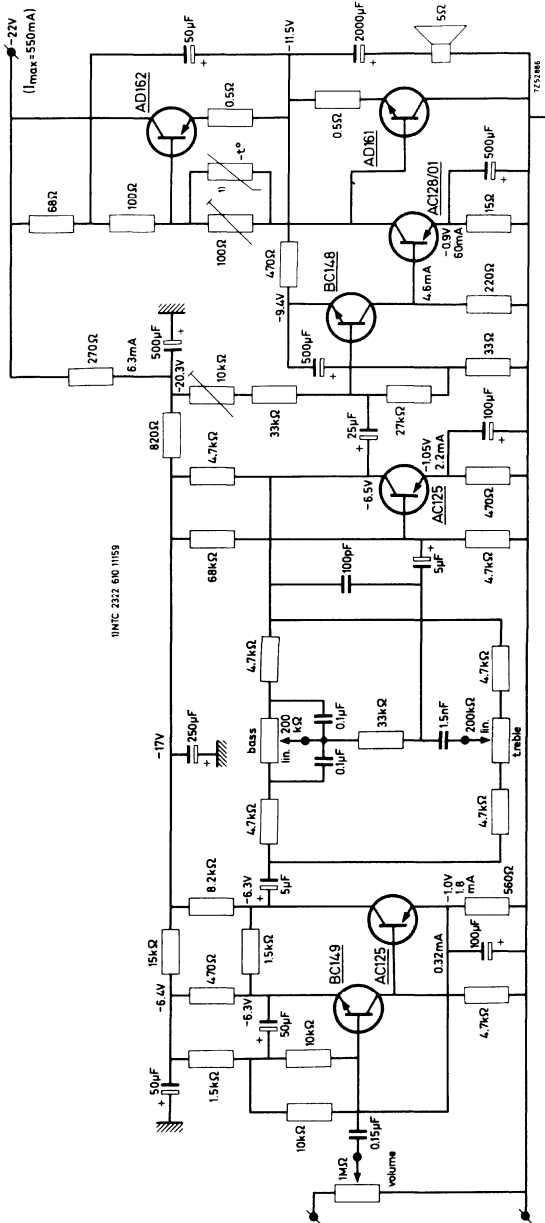 -22V
(Imax=550mA)
50µF
+
-11.5V
2000µF
+
5Ω
7Z52886
AD162
0.5Ω
0.5Ω
AD161
68Ω
100Ω
-t°
1)
100Ω
AC128/01
500µF
+
-0.9V
60mA
15Ω
470Ω
-9.4V
BC148
4.6mA
220Ω
270Ω
6.3mA
500µF
+
-20.3V
10kΩ
33kΩ
500µF
+
27kΩ
33Ω
820Ω
4.7kΩ
25µF
+
-6.5V
-1.05V
2.2mA
100µF
+
AC125
470Ω
68kΩ
5µF
+
4.7kΩ
1)NTC 2322 610 11159
100pF
4.7kΩ
4.7kΩ
-17V
250µF
+
bass
lin.
200
kΩ
0.1µF
0.1µF
33kΩ
1.5nF
200kΩ
lin.
treble
4.7kΩ
4.7kΩ
8.2kΩ
-6.3V
5µF
+
-1.0V
1.8
mA
560Ω
15kΩ
1.5kΩ
BC149
AC125
0.32mA
100µF
+
-6.4V
470Ω
-6.3V
50µF
+
4.7kΩ
50µF
+
1.5kΩ
10kΩ
10kΩ
0.15µF
1MΩ
volume